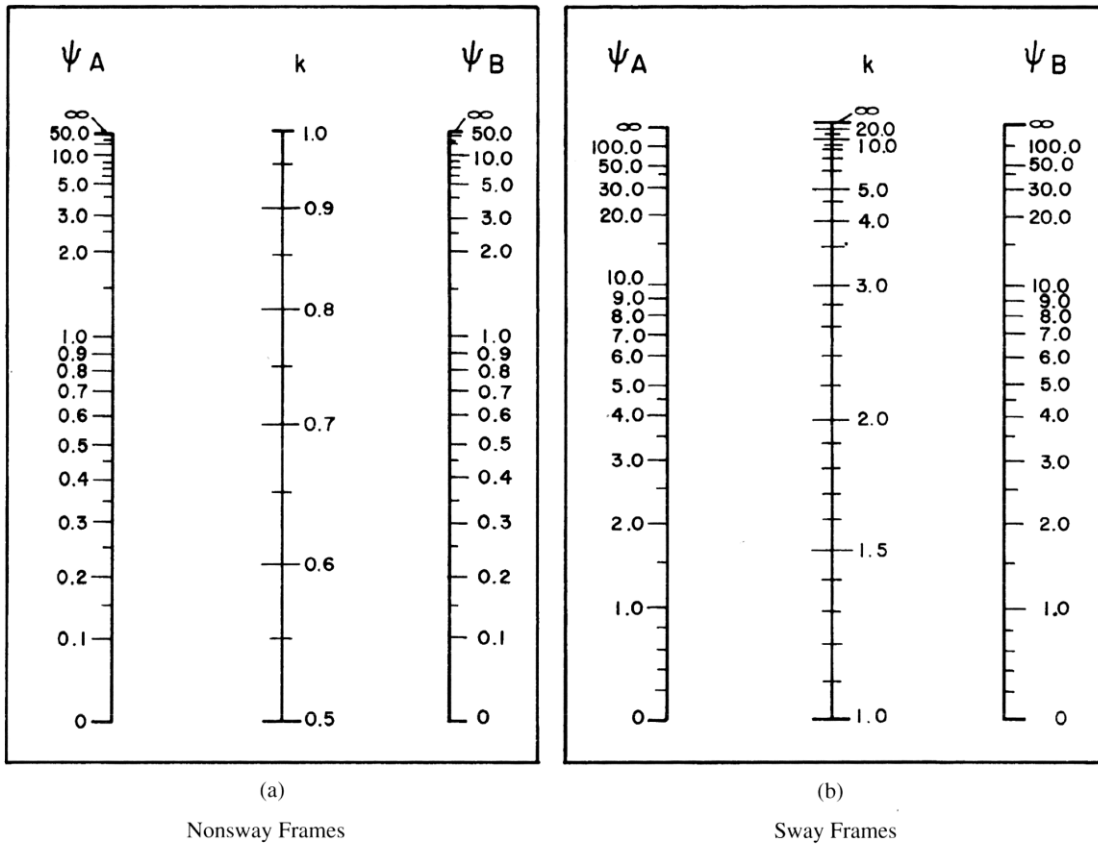 ψA k ψB
∞ ∞
50.0 1.0 50.0
10.0 10.0
5.0 5.0
0.9
3.0 3.0
2.0 2.0
0.8
1.0 1.0
0.9 0.9
0.8 0.8
0.7 0.7
0.6 0.7 0.6
0.5 0.5
0.4 0.4
0.3 0.3
0.6
0.2 0.2
0.1 0.1
0 0.5 0
(a)
Nonsway Frames
ψA k ψB
∞
∞ ∞
20.0
100.0 10.0 100.0
50.0 50.0
30.0 5.0 30.0
20.0 4.0 20.0
10.0 3.0 10.0
9.0 9.0
8.0 8.0
7.0 7.0
6.0 6.0
5.0 5.0
4.0 2.0 4.0
3.0 3.0
2.0 2.0
1.5
1.0 1.0
0 1.0 0
(b)
Sway Frames